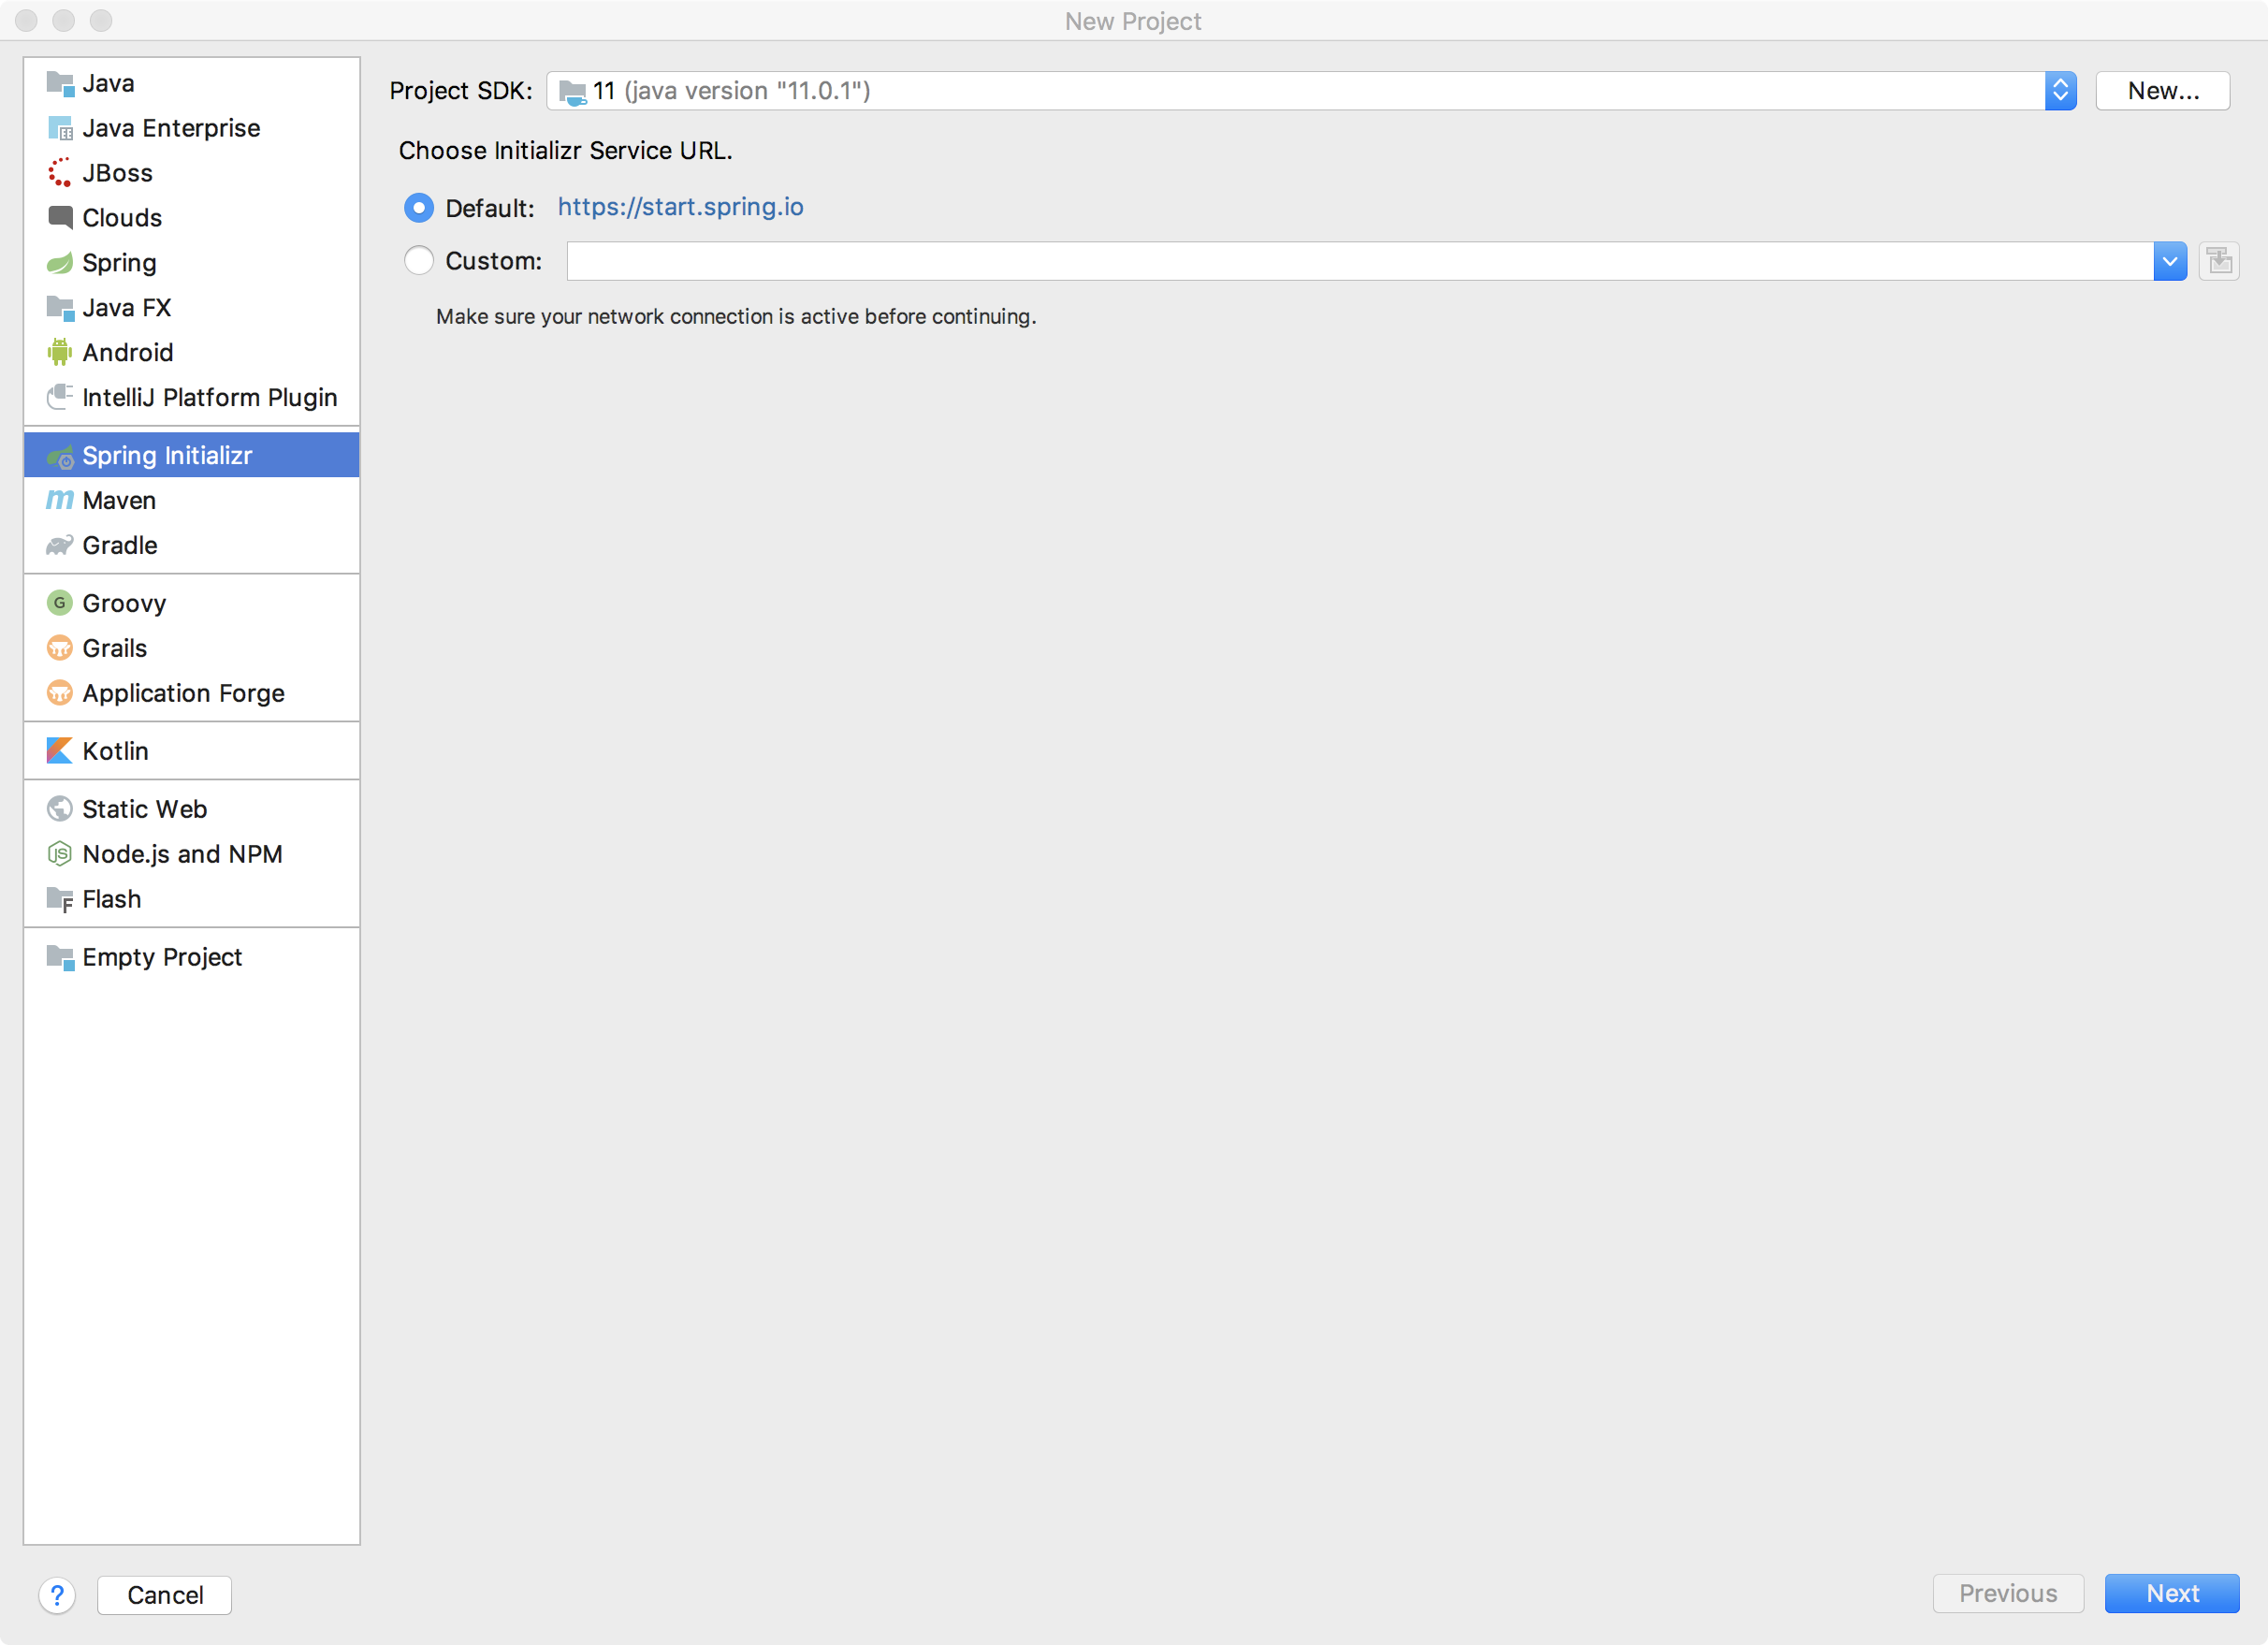 New Project
Java
Java Enterprise
JBoss
Clouds
Spring
Java FX
Android
IntelliJ Platform Plugin
Spring Initializr
Maven
Gradle
G Groovy
Grails
Application Forge
Kotlin
Static Web
JS Node.js and NPM
F Flash
Empty Project
Project SDK: 11 (java version "11.0.1") New...
Choose Initializr Service URL.
Default: https://start.spring.io
Custom:
Make sure your network connection is active before continuing.
? Cancel Previous Next